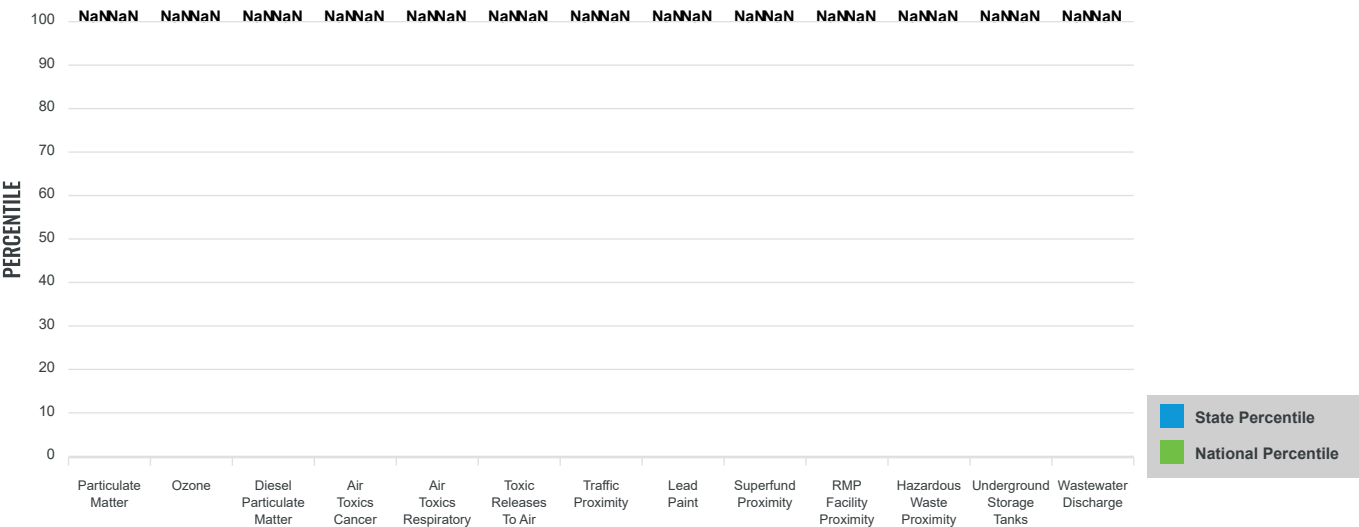 100 NaNNaN NaNNaN NaNNaN NaNNaN NaNNaN NaNNaN NaNNaN NaNNaN NaNNaN NaNNaN NaNNaN NaNNaN NaNNaN
90
80
70
60
50
40
30
20
10
0
PERCENTILE
Particulate
Matter
Ozone
Diesel
Particulate
Matter
Air
Toxics
Cancer
Air
Toxics
Respiratory
Toxic
Releases
To Air
Traffic
Proximity
Lead
Paint
Superfund
Proximity
RMP
Facility
Proximity
Hazardous
Waste
Proximity
Underground
Storage
Tanks
Wastewater
Discharge
State Percentile
National Percentile